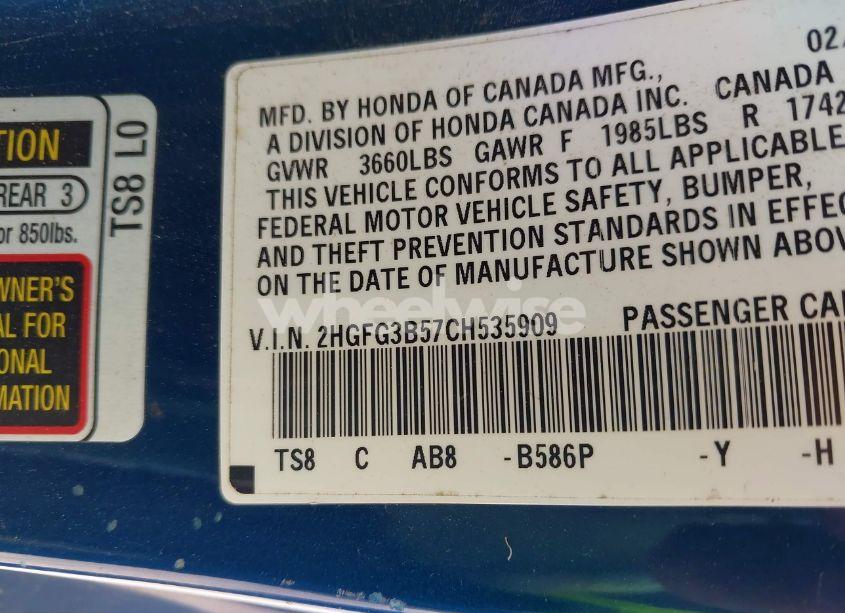 TION
REAR 3
or 850lbs.
WNER'S
AL FOR
ONAL
MATION
TS8 L0
02
MFD. BY HONDA OF CANADA MFG.,
A DIVISION OF HONDA CANADA INC. CANADA
GVWR 3660LBS GAWR F 1985LBS R 1742
THIS VEHICLE CONFORMS TO ALL APPLICABLE
FEDERAL MOTOR VEHICLE SAFETY, BUMPER,
AND THEFT PREVENTION STANDARDS IN EFFEC
ON THE DATE OF MANUFACTURE SHOWN ABOV
wheelwise
V.I.N. 2HGFG3B57CH535909 PASSENGER CAR
TS8 C AB8 -B586P -Y -H